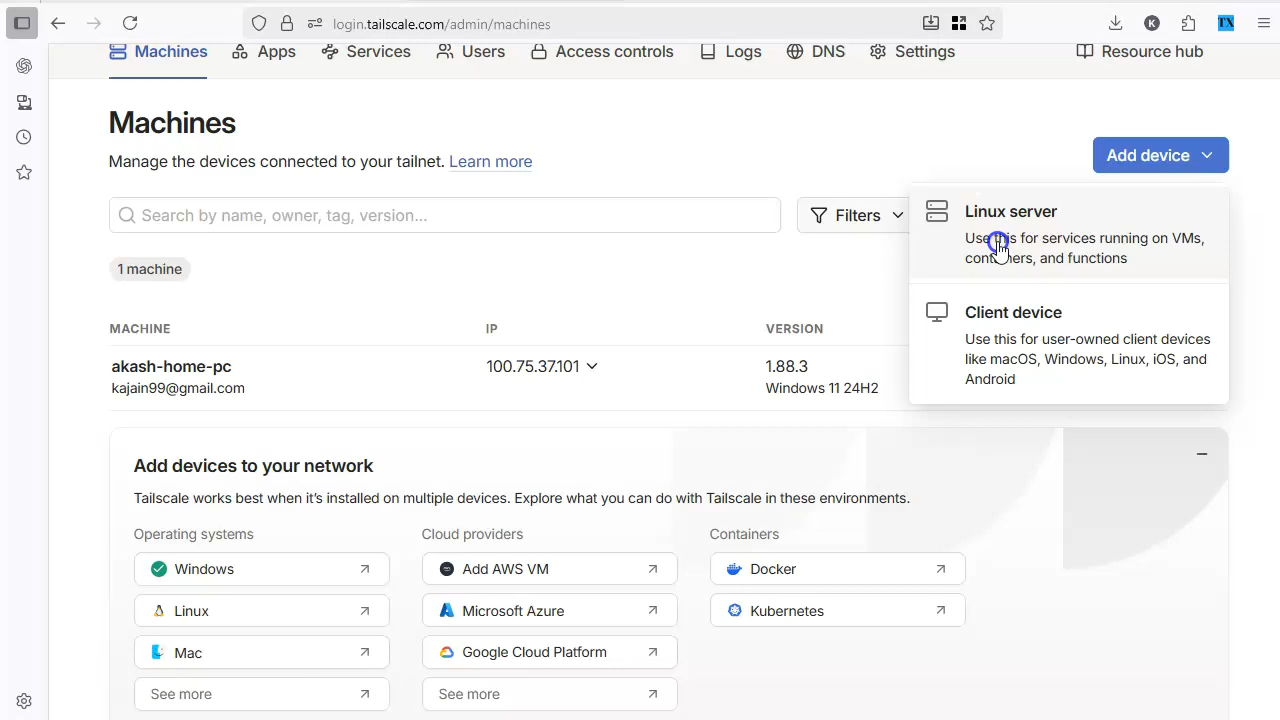 login.tailscale.com/admin/machines
K
TX
Machines
Apps
Services
Users
Access controls
Logs
DNS
Settings
Resource hub
Machines
Manage the devices connected to your tailnet. Learn more
Add device
Search by name, owner, tag, version...
Filters
Linux server
Use this for services running on VMs,
containers, and functions
Client device
Use this for user-owned client devices
like macOS, Windows, Linux, iOS, and
Android
1 machine
MACHINE
IP
VERSION
akash-home-pc
100.75.37.101
1.88.3
kajain99@gmail.com
Windows 11 24H2
Add devices to your network
Tailscale works best when it's installed on multiple devices. Explore what you can do with Tailscale in these environments.
Operating systems
Cloud providers
Containers
Windows
Add AWS VM
Docker
Linux
Microsoft Azure
Kubernetes
Mac
Google Cloud Platform
See more
See more